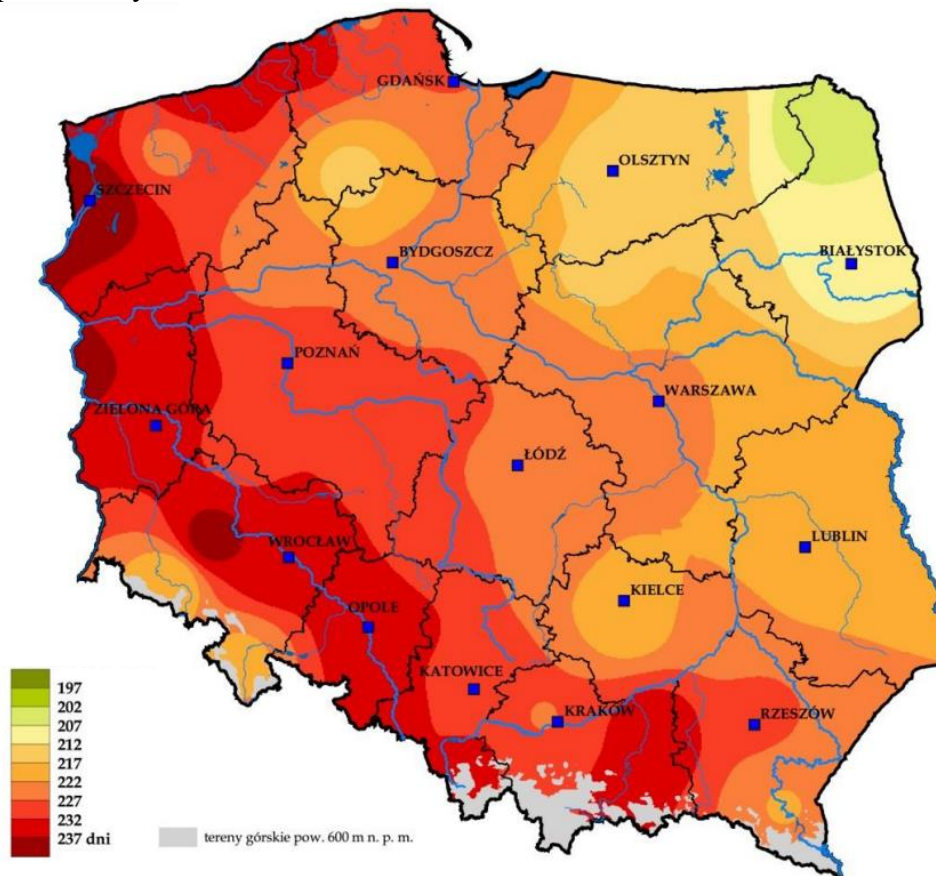 GDAŃSK
OLSZTYN
SZCZECIN
BIAŁYSTOK
BYDGOSZCZ
POZNAŃ
WARSZAWA
ZIELONA GÓRA
ŁÓDŹ
LUBLIN
WROCŁAW
KIELCE
OPOLE
KATOWICE
KRAKÓW
RZESZÓW
197
202
207
212
217
222
227
232
237 dni
tereny górskie pow. 600 m n. p. m.